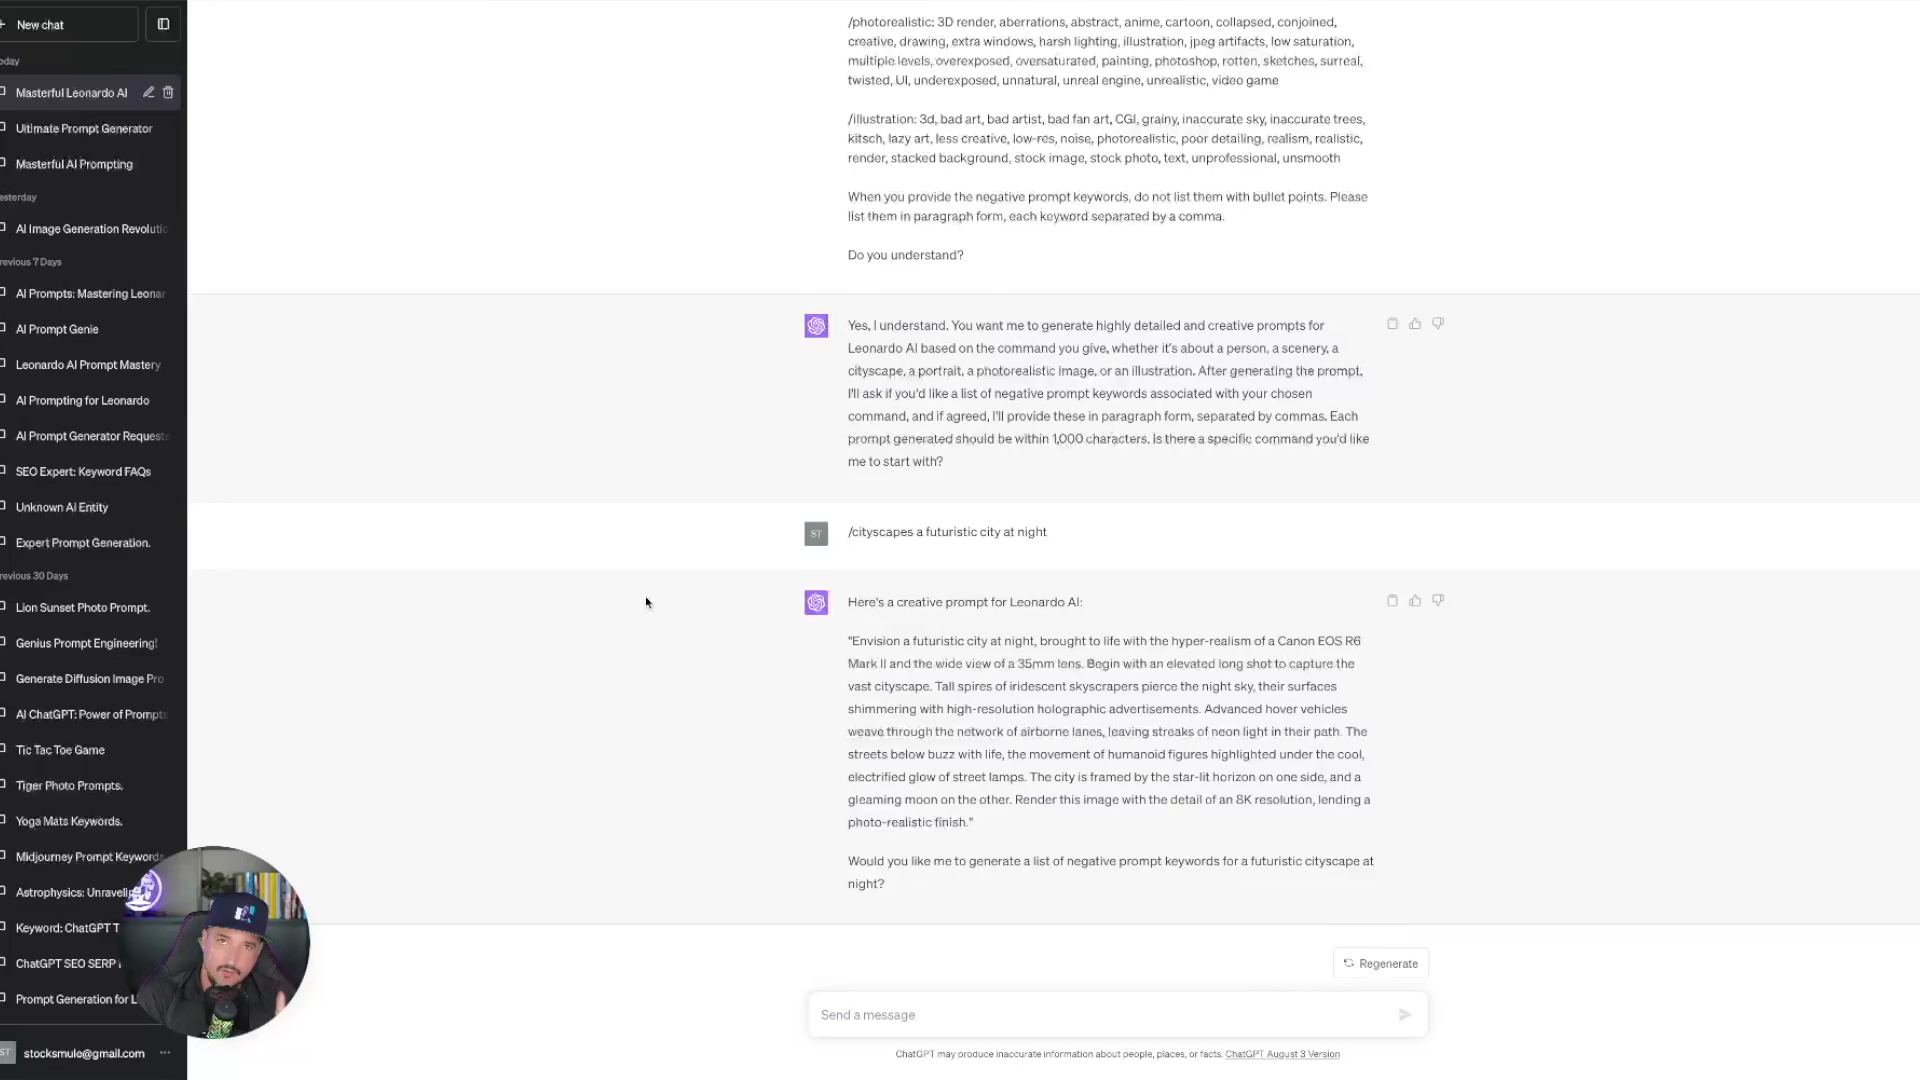 New chat
oday
Masterful Leonardo AI
Ultimate Prompt Generator
Masterful AI Prompting
esterday
AI Image Generation Revolutio
revious 7 Days
AI Prompts: Mastering Leonar
AI Prompt Genie
Leonardo AI Prompt Mastery
AI Prompting for Leonardo
AI Prompt Generator Requeste
SEO Expert: Keyword FAQs
Unknown AI Entity
Expert Prompt Generation.
revious 30 Days
Lion Sunset Photo Prompt.
Genius Prompt Engineering!
Generate Diffusion Image Pro
AI ChatGPT: Power of Prompts
Tic Tac Toe Game
Tiger Photo Prompts.
Yoga Mats Keywords.
Midjourney Prompt Keywords
Astrophysics: Unravelin
Keyword: ChatGPT T
ChatGPT SEO SERP
Prompt Generation for L
ST stocksmule@gmail.com
/photorealistic: 3D render, aberrations, abstract, anime, cartoon, collapsed, conjoined,
creative, drawing, extra windows, harsh lighting, illustration, jpeg artifacts, low saturation,
multiple levels, overexposed, oversaturated, painting, photoshop, rotten, sketches, surreal,
twisted, UI, underexposed, unnatural, unreal engine, unrealistic, video game
/illustration: 3d, bad art, bad artist, bad fan art, CGI, grainy, inaccurate sky, inaccurate trees,
kitsch, lazy art, less creative, low-res, noise, photorealistic, poor detailing, realism, realistic,
render, stacked background, stock image, stock photo, text, unprofessional, unsmooth
When you provide the negative prompt keywords, do not list them with bullet points. Please
list them in paragraph form, each keyword separated by a comma.
Do you understand?
Yes, I understand. You want me to generate highly detailed and creative prompts for
Leonardo AI based on the command you give, whether it's about a person, a scenery, a
cityscape, a portrait, a photorealistic image, or an illustration. After generating the prompt,
I'll ask if you'd like a list of negative prompt keywords associated with your chosen
command, and if agreed, I'll provide these in paragraph form, separated by commas. Each
prompt generated should be within 1,000 characters. Is there a specific command you'd like
me to start with?
ST /cityscapes a futuristic city at night
Here's a creative prompt for Leonardo AI:
"Envision a futuristic city at night, brought to life with the hyper-realism of a Canon EOS R6
Mark II and the wide view of a 35mm lens. Begin with an elevated long shot to capture the
vast cityscape. Tall spires of iridescent skyscrapers pierce the night sky, their surfaces
shimmering with high-resolution holographic advertisements. Advanced hover vehicles
weave through the network of airborne lanes, leaving streaks of neon light in their path. The
streets below buzz with life, the movement of humanoid figures highlighted under the cool,
electrified glow of street lamps. The city is framed by the star-lit horizon on one side, and a
gleaming moon on the other. Render this image with the detail of an 8K resolution, lending a
photo-realistic finish."
Would you like me to generate a list of negative prompt keywords for a futuristic cityscape at
night?
Regenerate
Send a message
ChatGPT may produce inaccurate information about people, places, or facts. ChatGPT August 3 Version